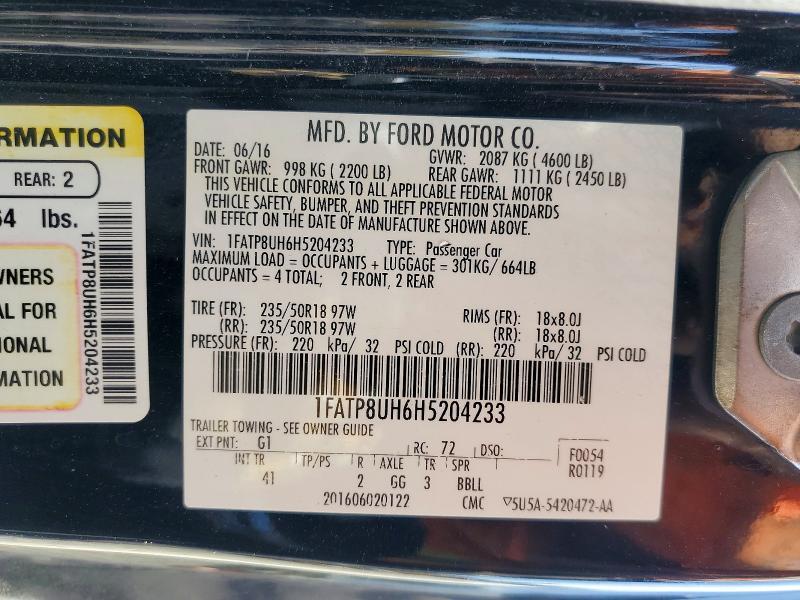 RMATION
REAR: 2
64 lbs.
WNERS
AL FOR
IONAL
MATION
1FATP8UH6H5204233
MFD. BY FORD MOTOR CO.
DATE: 06/16 GVWR: 2087 KG (4600 LB)
FRONT GAWR: 998 KG (2200 LB) REAR GAWR: 1111 KG (2450 LB)
THIS VEHICLE CONFORMS TO ALL APPLICABLE FEDERAL MOTOR
VEHICLE SAFETY, BUMPER, AND THEFT PREVENTION STANDARDS
IN EFFECT ON THE DATE OF MANUFACTURE SHOWN ABOVE.
VIN: 1FATP8UH6H5204233 TYPE: Passenger Car
MAXIMUM LOAD = OCCUPANTS + LUGGAGE = 301KG/ 664LB
OCCUPANTS = 4 TOTAL; 2 FRONT, 2 REAR
TIRE (FR): 235/50R18 97W RIMS (FR): 18x8.0J
(RR): 235/50R18 97W (RR): 18x8.0J
PRESSURE (FR): 220 kPa/ 32 PSI COLD (RR): 220 kPa/ 32 PSI COLD
1FATP8UH6H5204233
TRAILER TOWING - SEE OWNER GUIDE
EXT PNT: G1 RC: 72 DSO: F0054
R0119
INT TR TP/PS R AXLE TR SPR
41 2 GG 3 BBLL
201606020122 CMC ▽5U5A-5420472-AA